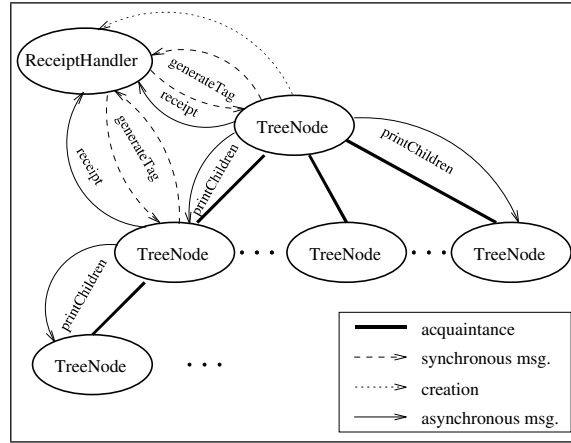 ReceiptHandler
generateTag
receipt
TreeNode
printChildren
generateTag
receipt
printChildren
TreeNode
. . .
TreeNode
. . .
TreeNode
printChildren
TreeNode
. . .
acquaintance
synchronous msg.
creation
asynchronous msg.